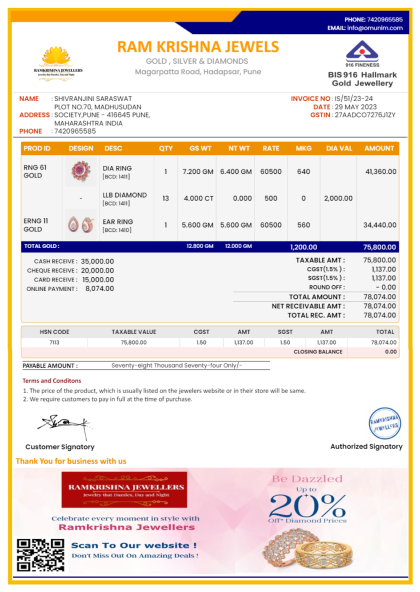 PHONE: 7420965585
EMAIL: info@omunim.com
RAM KRISHNA JEWELS
GOLD , SILVER & DIAMONDS
Magarpatta Road, Hadapsar, Pune
RAMKRISHNA JEWELLERS
916 FINENESS
BIS916 Hallmark
Gold Jewellery
NAME : SHIVRANJINI SARASWAT
PLOT NO.70, MADHUSUDAN
ADDRESS : SOCIETY,PUNE - 416645 PUNE,
MAHARASHTRA INDIA
PHONE : 7420965585
INVOICE NO : IS/51/23-24
DATE : 29 MAY 2023
GSTIN : 27AADCO7276J1ZY
PROD ID DESIGN DESC QTY GS WT NT WT RATE MKG DIA VAL AMOUNT
RNG 61 GOLD DIA RING [BCD: 1411] 1 7.200 GM 6.400 GM 60500 640 41,360.00
- LLB DIAMOND [BCD: 1411] 13 4.000 CT 0.000 500 0 2,000.00
ERNG 11 GOLD EAR RING [BCD: 1410] 1 5.600 GM 5.600 GM 60500 560 34,440.00
TOTAL GOLD : 12.800 GM 12.000 GM 1,200.00 75,800.00
CASH RECEIVE : 35,000.00
CHEQUE RECEIVE : 20,000.00
CARD RECEIVE : 15,000.00
ONLINE PAYMENT : 8,074.00
TAXABLE AMT : 75,800.00
CGST(1.5% ) : 1,137.00
SGST(1.5% ) : 1,137.00
ROUND OFF : - 0.00
TOTAL AMOUNT : 78,074.00
NET RECEIVABLE AMT : 78,074.00
TOTAL REC. AMT : 78,074.00
HSN CODE TAXABLE VALUE CGST AMT SGST AMT TOTAL
7113 75,800.00 1.50 1,137.00 1.50 1,137.00 78,074.00
CLOSING BALANCE 0.00
PAYABLE AMOUNT : Seventy-eight Thousand Seventy-four Only/-
Terms and Conditons
1. The price of the product, which is usually listed on the jewelers website or in their store will be same.
2. We require customers to pay in full at the time of purchase.
RAMKRISHNA
JEWELLERS
Customer Signatory
Authorized Signatory
Thank You for business with us
RAMKRISHNA JEWELLERS
Jewelry that Dazzles, Day and Night
Celebrate every moment in style with
Ramkrishna Jewellers
Scan To Our website !
Don't Miss Out On Amazing Deals !
Be Dazzled
Up to
20%
Off* Diamond Prices